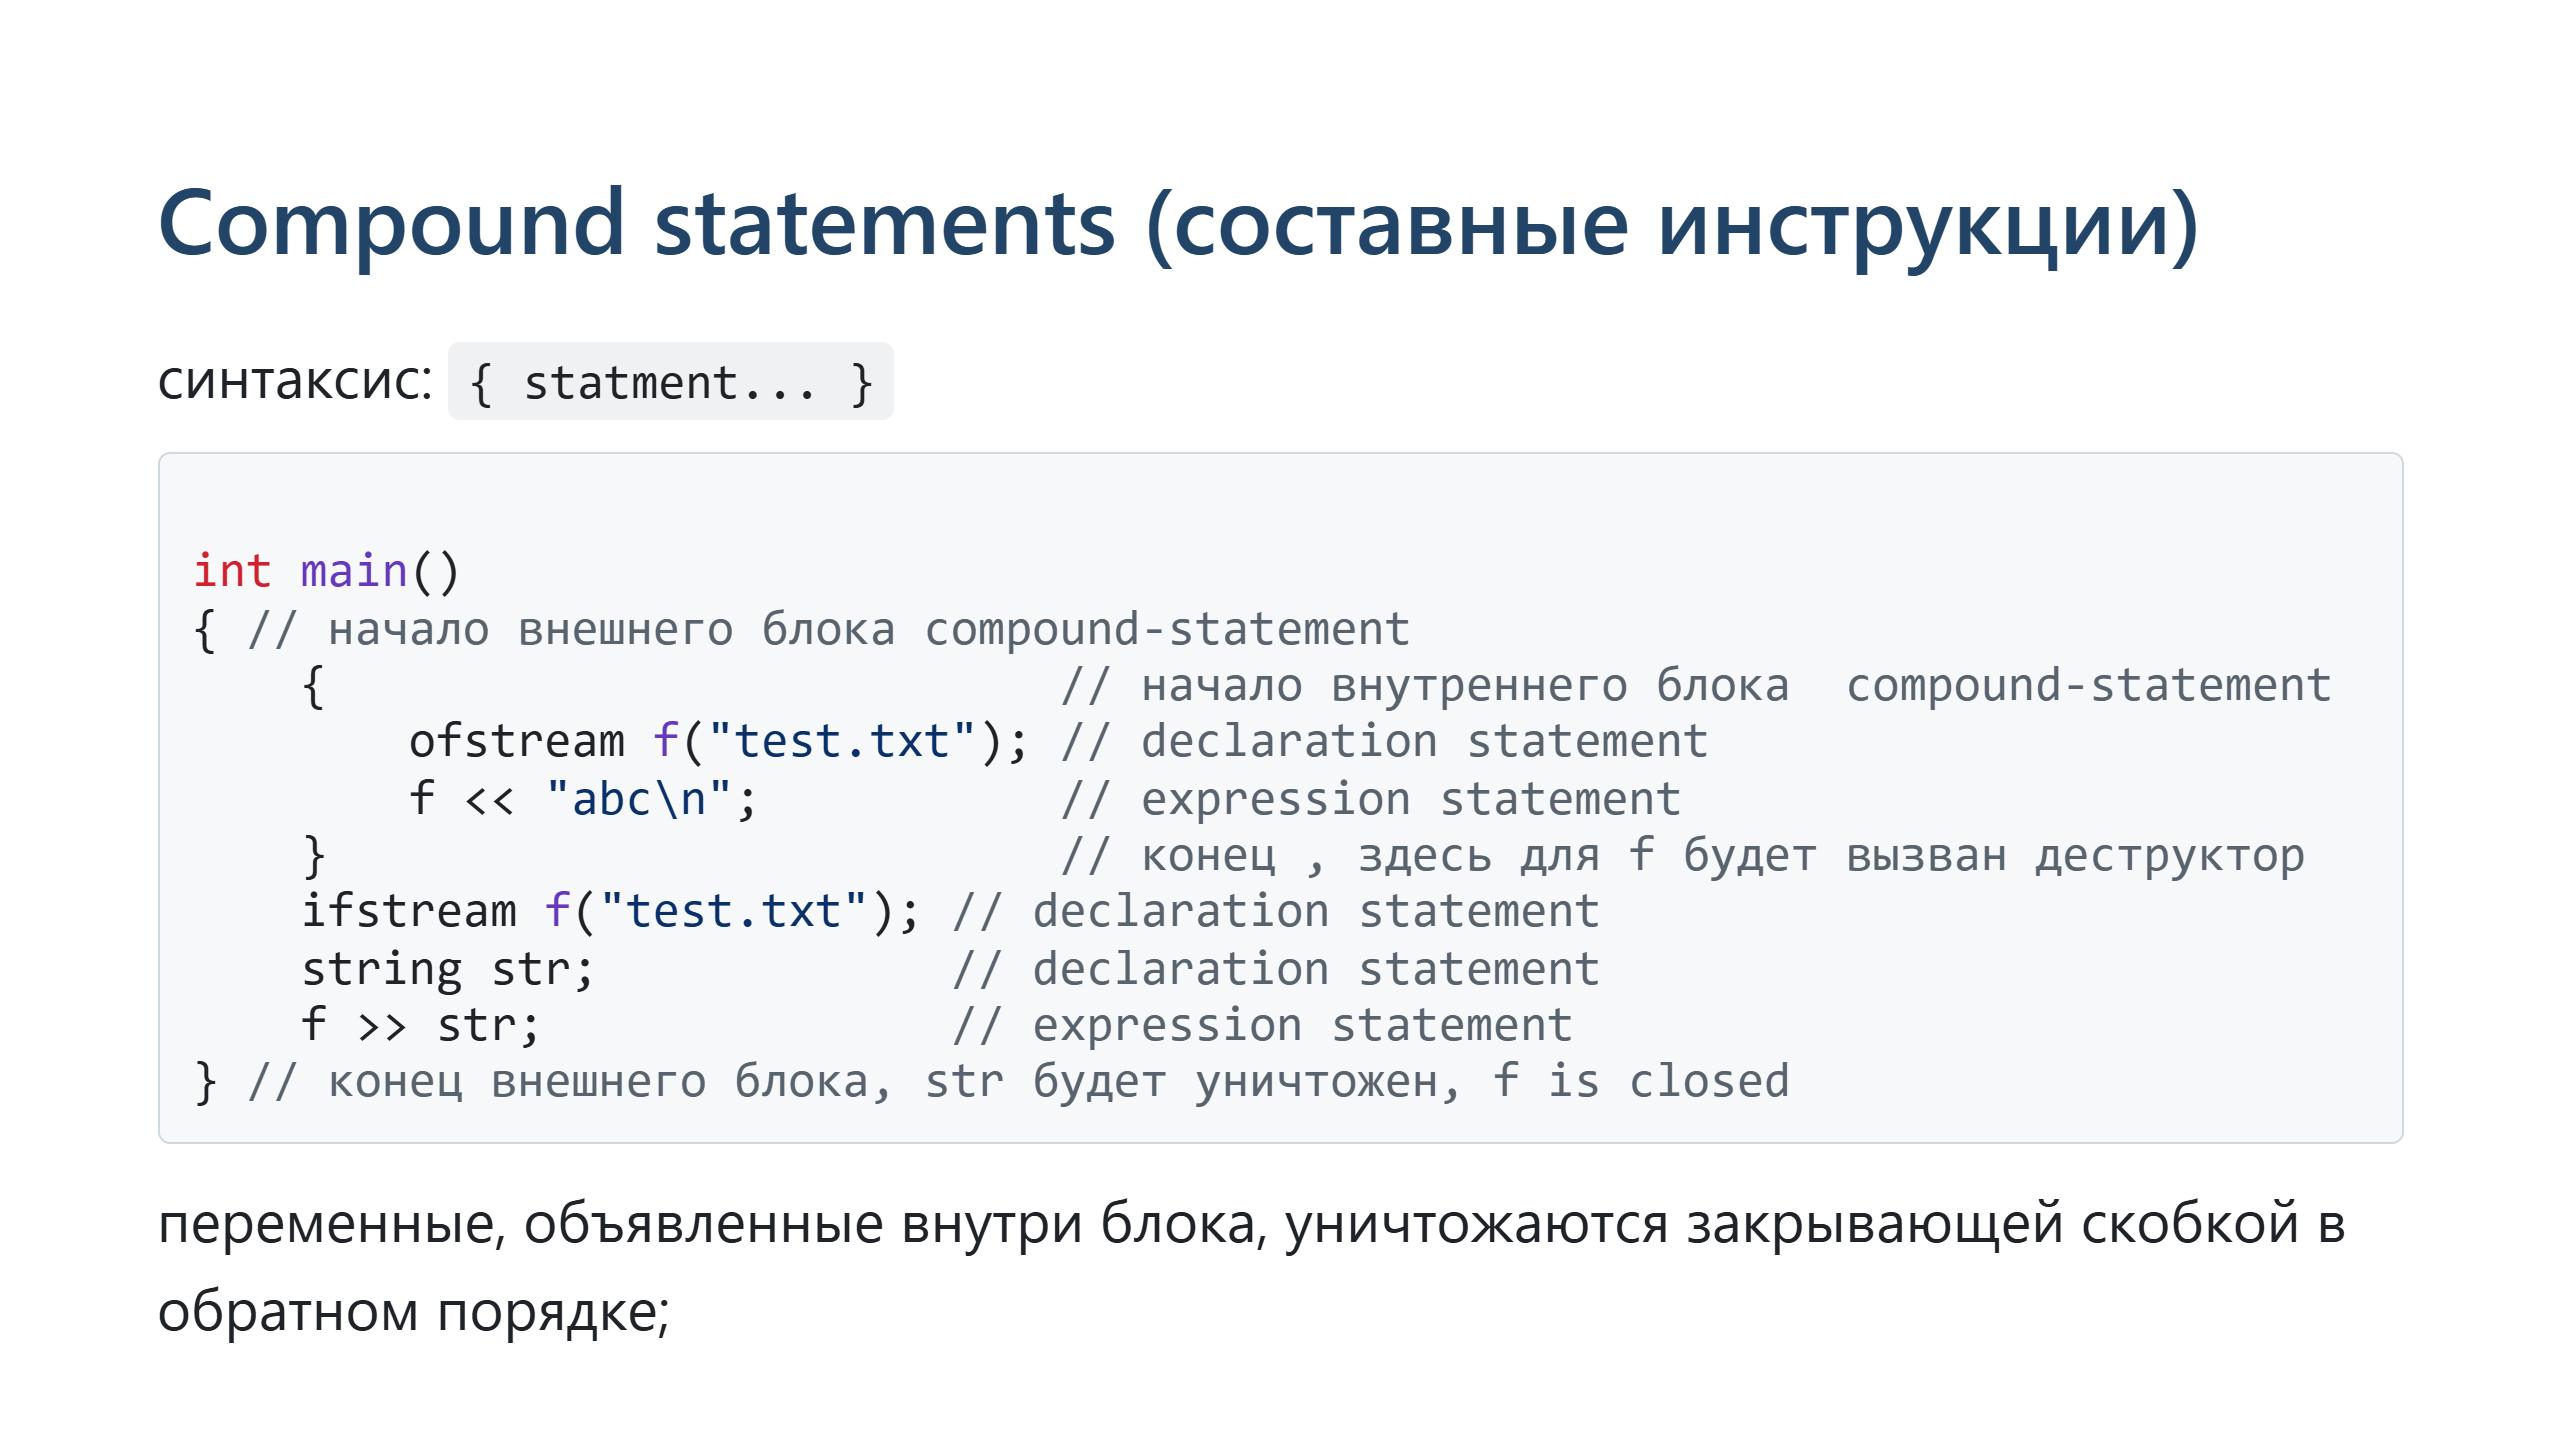 Compound statements (составные инструкции)
синтаксис: { statment... }
int main()
{ // начало внешнего блока compound-statement
    {                           // начало внутреннего блока  compound-statement
        ofstream f("test.txt"); // declaration statement
        f << "abc\n";           // expression statement
    }                           // конец , здесь для f будет вызван деструктор
    ifstream f("test.txt"); // declaration statement
    string str;             // declaration statement
    f >> str;               // expression statement
} // конец внешнего блока, str будет уничтожен, f is closed
переменные, объявленные внутри блока, уничтожаются закрывающей скобкой в
обратном порядке;